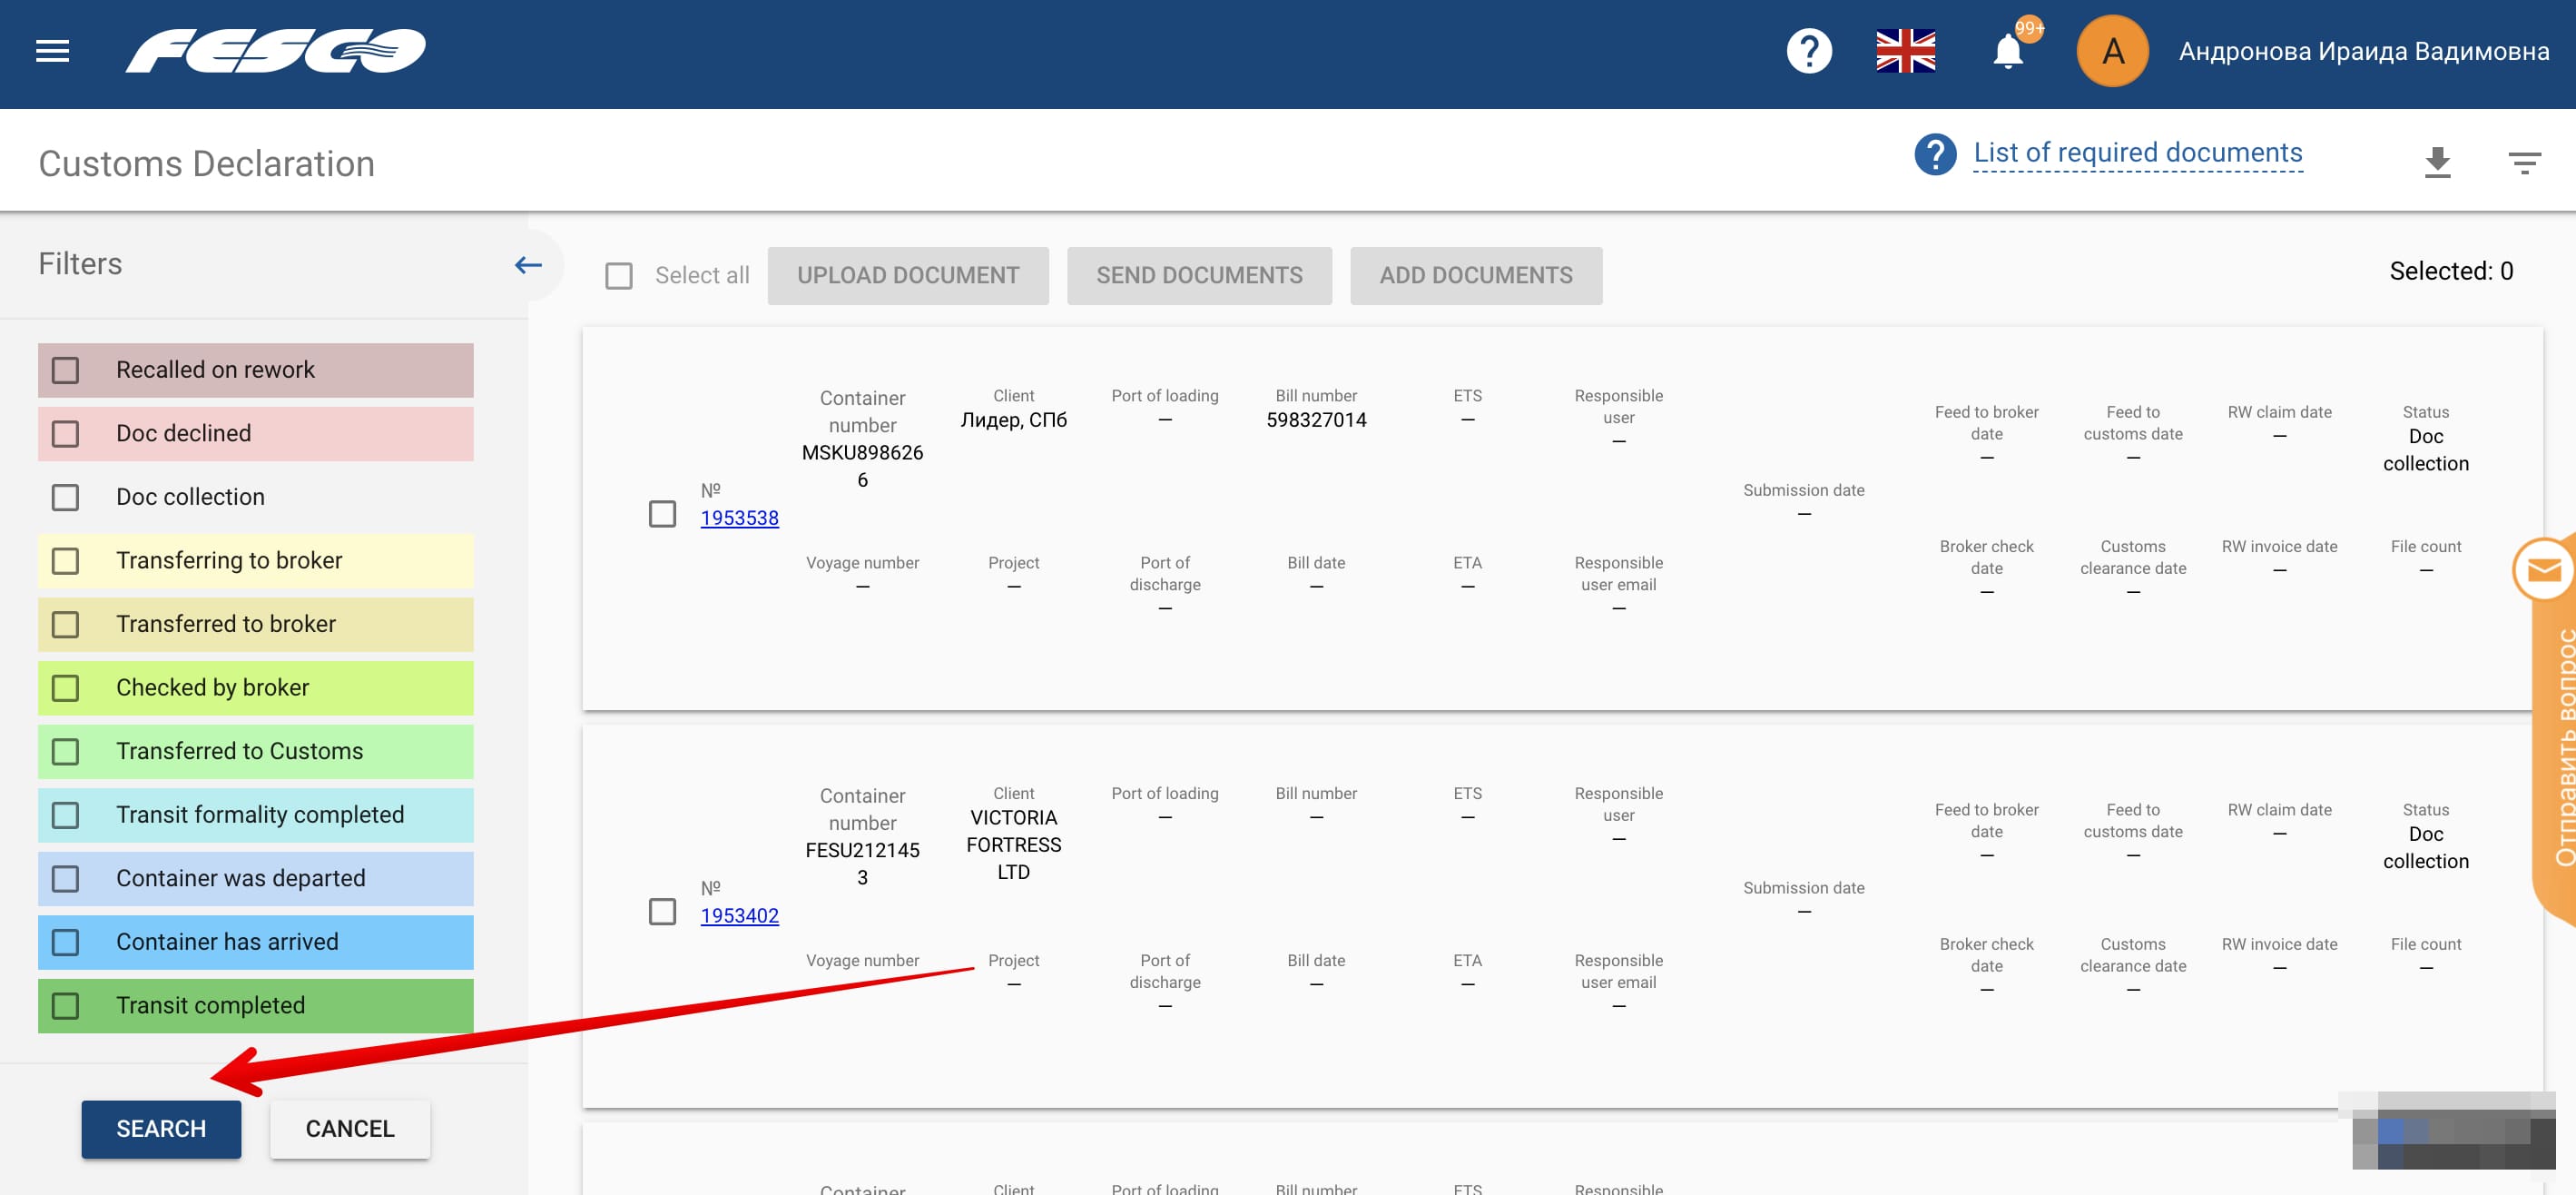 FESCO
99+
A
Андронова Ираида Вадимовна
Customs Declaration
List of required documents
Filters
Select all
UPLOAD DOCUMENT
SEND DOCUMENTS
ADD DOCUMENTS
Selected: 0
Recalled on rework
Doc declined
Doc collection
Transferring to broker
Transferred to broker
Checked by broker
Transferred to Customs
Transit formality completed
Container was departed
Container has arrived
Transit completed
SEARCH
CANCEL
№
1953538
Container
number
MSKU898626
6
Client
Лидер, СПб
Port of loading
—
Bill number
598327014
ETS
—
Responsible
user
—
Submission date
—
Feed to broker
date
—
Feed to
customs date
—
RW claim date
—
Status
Doc
collection
Voyage number
—
Project
—
Port of
discharge
—
Bill date
—
ETA
—
Responsible
user email
—
Broker check
date
—
Customs
clearance date
—
RW invoice date
—
File count
—
№
1953402
Container
number
FESU212145
3
Client
VICTORIA
FORTRESS
LTD
Port of loading
—
Bill number
—
ETS
—
Responsible
user
—
Submission date
—
Feed to broker
date
—
Feed to
customs date
—
RW claim date
—
Status
Doc
collection
Voyage number
Project
—
Port of
discharge
—
Bill date
—
ETA
—
Responsible
user email
—
Broker check
date
—
Customs
clearance date
—
RW invoice date
—
File count
—
Container
Client
Port of loading
Bill number
ETS
Responsible
Отправить вопрос